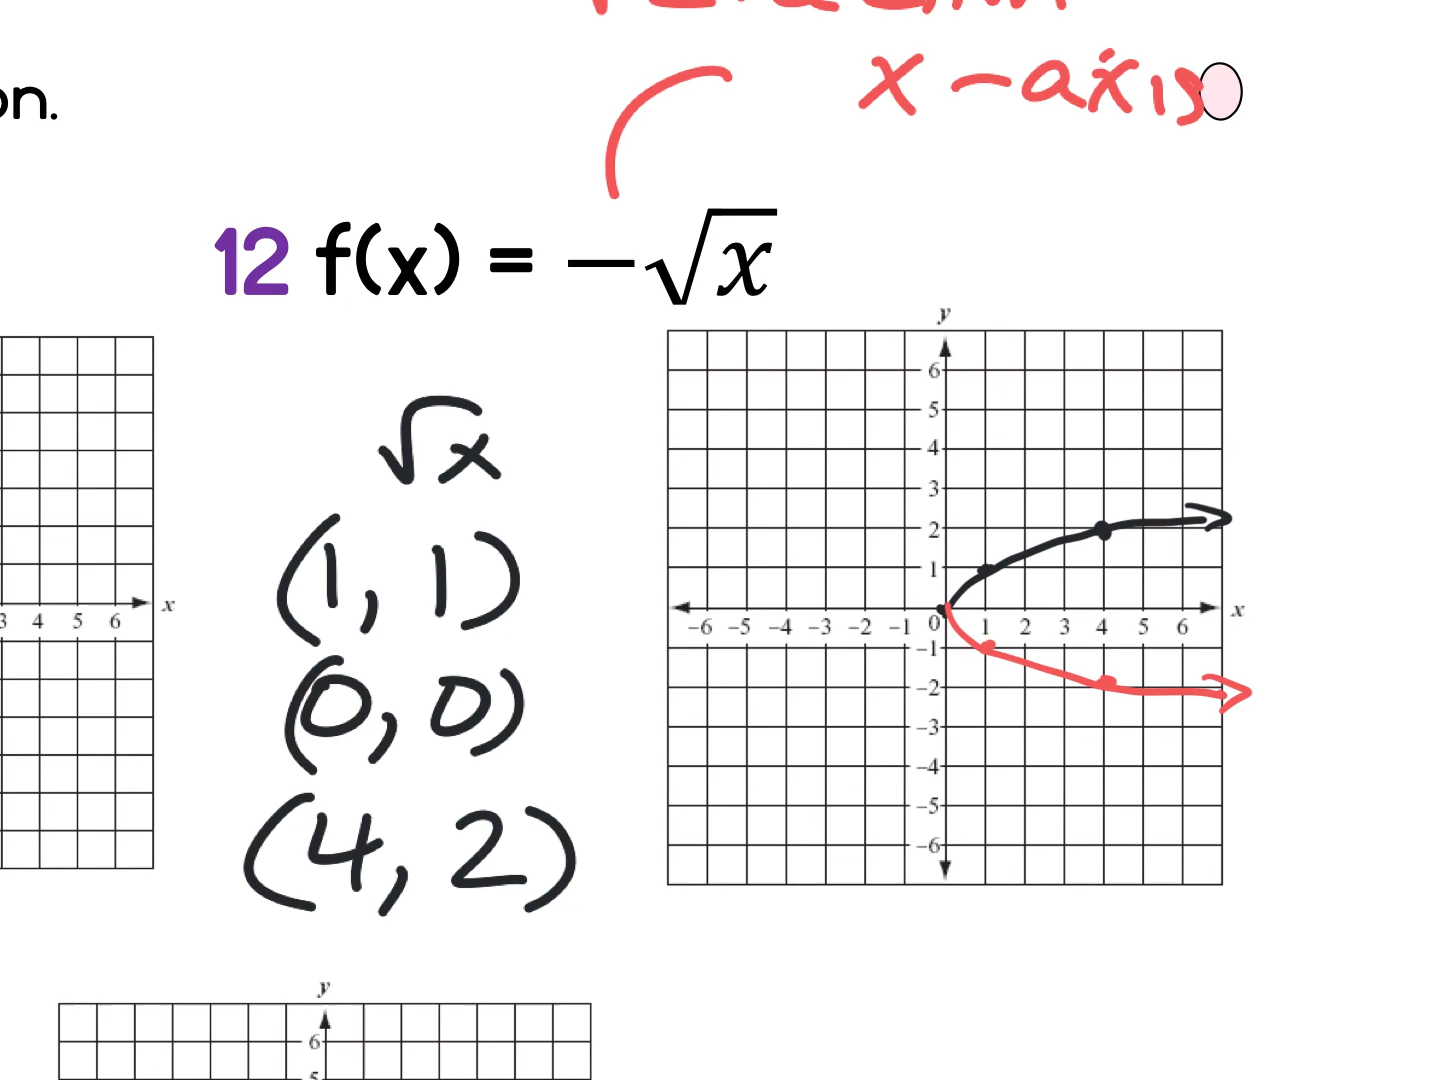 on.
x-axis
12 f(x) = −√x
√x
(1, 1)
(0, 0)
(4, 2)
y
6
5
4
3
2
1
−6 −5 −4 −3 −2 −1 0 1 2 3 4 5 6 x
−1
−2
−3
−4
−5
−6
3 4 5 6 x
y
6
5